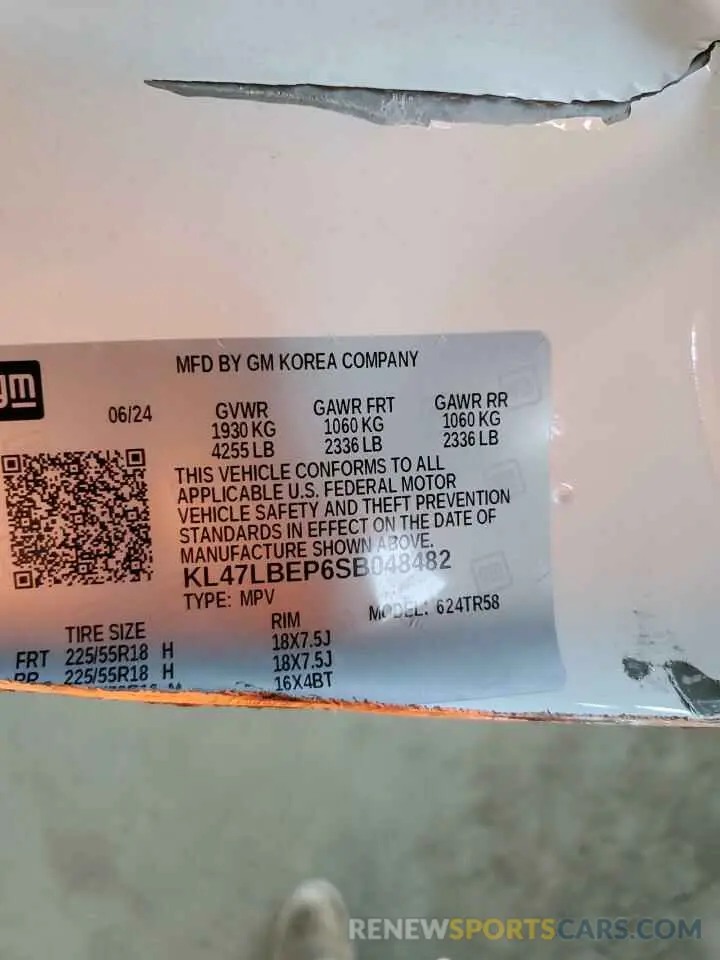 MFD BY GM KOREA COMPANY
gm
06/24
GVWR GAWR FRT GAWR RR
1930 KG 1060 KG 1060 KG
4255 LB 2336 LB 2336 LB
THIS VEHICLE CONFORMS TO ALL
APPLICABLE U.S. FEDERAL MOTOR
VEHICLE SAFETY AND THEFT PREVENTION
STANDARDS IN EFFECT ON THE DATE OF
MANUFACTURE SHOWN ABOVE.
KL47LBEP6SB048482
TYPE: MPV MODEL: 624TR58
TIRE SIZE RIM
FRT 225/55R18 H 18X7.5J
RR 225/55R18 H 18X7.5J
16X4BT
RENEWSPORTSCARS.COM